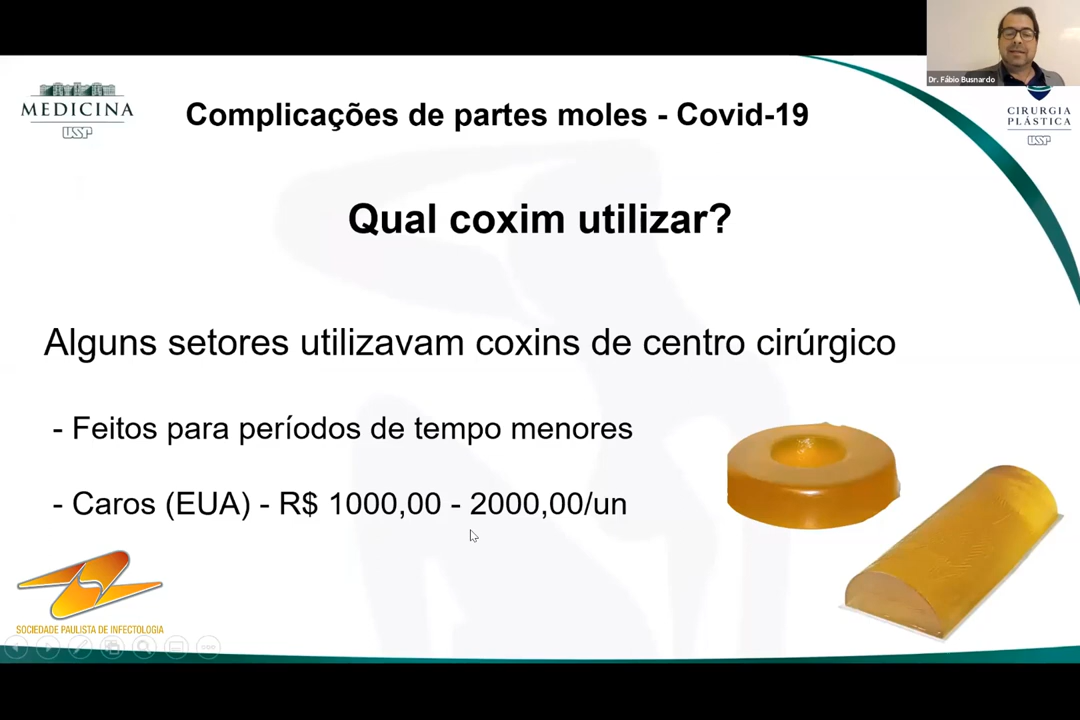 Dr. Fábio Busnardo
MEDICINA
USP
Complicações de partes moles - Covid-19
CIRURGIA
PLÁSTICA
USP
Qual coxim utilizar?
Alguns setores utilizavam coxins de centro cirúrgico
- Feitos para períodos de tempo menores
- Caros (EUA) - R$ 1000,00 - 2000,00/un
SOCIEDADE PAULISTA DE INFECTOLOGIA